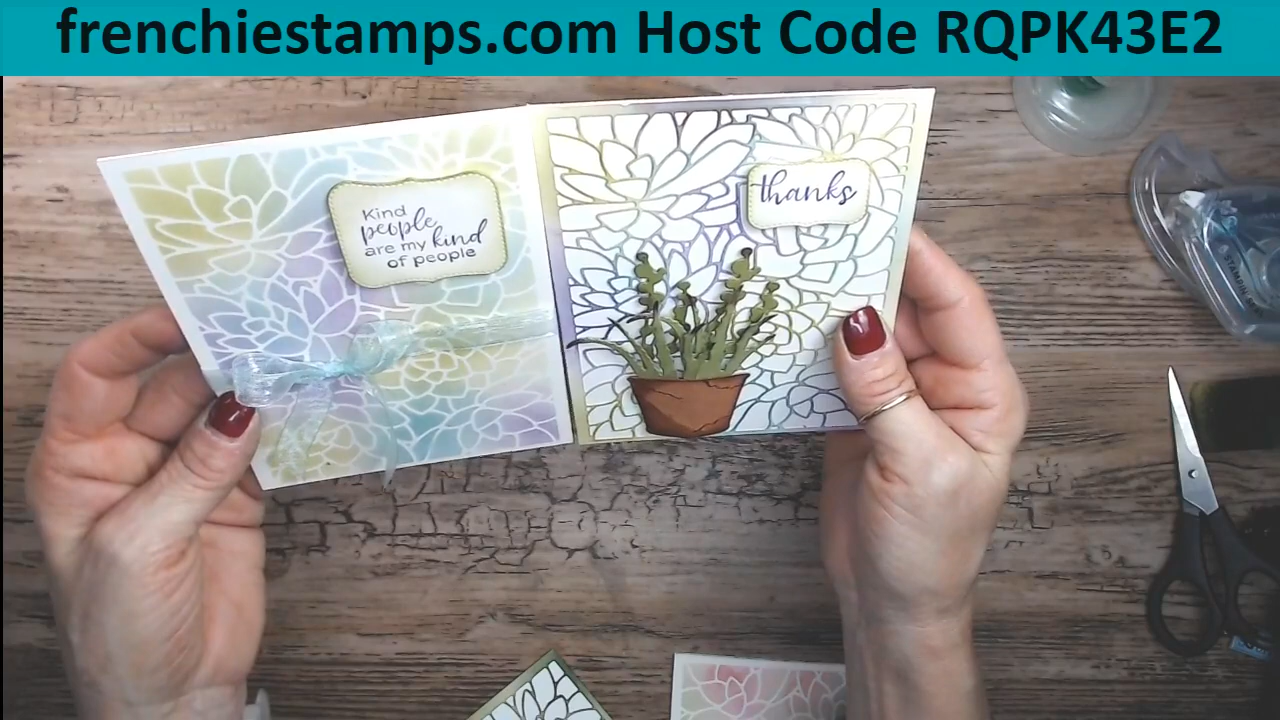 frenchiestamps.com Host Code RQPK43E2
Kind
people
are my kind
of people
thanks